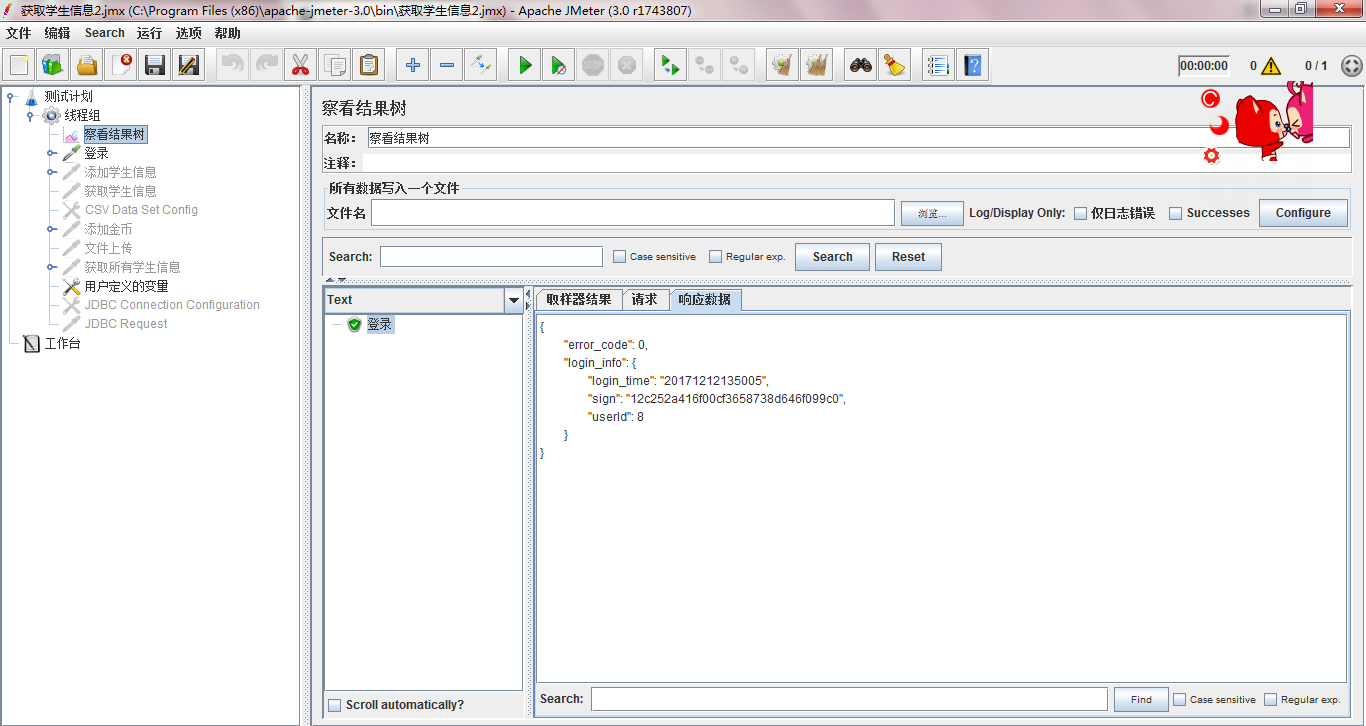 获取学生信息2.jmx (C:\Program Files (x86)\apache-jmeter-3.0\bin\获取学生信息2.jmx) - Apache JMeter (3.0 r1743807)
文件 编辑 Search 运行 选项 帮助
STOP 00:00:00 0 0 / 1
测试计划
线程组
察看结果树
登录
添加学生信息
获取学生信息
CSV Data Set Config
添加金币
文件上传
获取所有学生信息
用户定义的变量
JDBC Connection Configuration
JDBC Request
工作台
察看结果树
名称： 察看结果树
注释：
所有数据写入一个文件
文件名 浏览... Log/Display Only: 仅日志错误 Successes Configure
Search: Case sensitive Regular exp. Search Reset
Text
登录
Scroll automatically?
取样器结果 请求 响应数据
{
"error_code": 0,
"login_info": {
"login_time": "20171212135005",
"sign": "12c252a416f00cf3658738d646f099c0",
"userId": 8
}
}
Search: Find Case sensitive Regular exp.